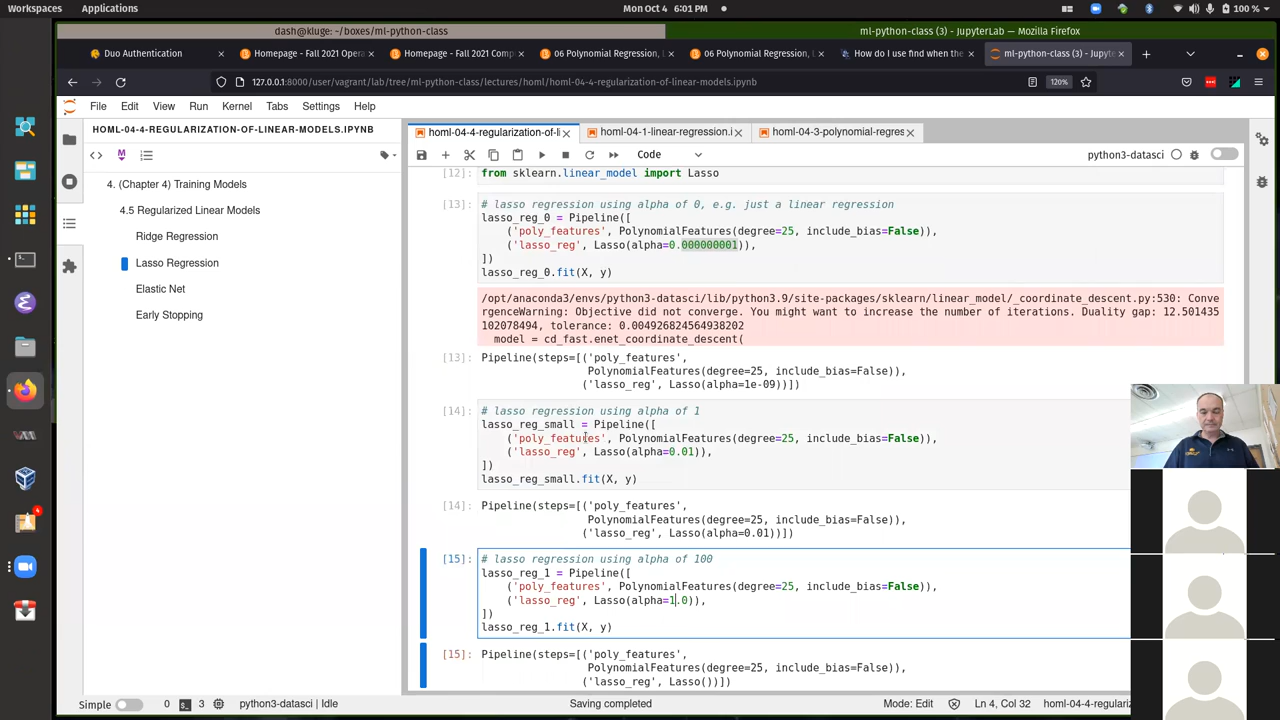 Workspaces
Applications
Mon Oct 4 6:01 PM
100 %
dash@kluge: ~/boxes/ml-python-class
ml-python-class (3) - JupyterLab — Mozilla Firefox
Duo Authentication
Homepage - Fall 2021 Opera
Homepage - Fall 2021 Comp
06 Polynomial Regression, L
06 Polynomial Regression, L
How do I use find when the
ml-python-class (3) - Jupyte
127.0.0.1:8000/user/vagrant/lab/tree/ml-python-class/lectures/homl/homl-04-4-regularization-of-linear-models.ipynb
120%
File Edit View Run Kernel Tabs Settings Help
HOML-04-4-REGULARIZATION-OF-LINEAR-MODELS.IPYNB
4. (Chapter 4) Training Models
4.5 Regularized Linear Models
Ridge Regression
Lasso Regression
Elastic Net
Early Stopping
homl-04-4-regularization-of-li
homl-04-1-linear-regression.i
homl-04-3-polynomial-regres
Code
python3-datasci
[12]: from sklearn.linear_model import Lasso
[13]: # lasso regression using alpha of 0, e.g. just a linear regression
lasso_reg_0 = Pipeline([
('poly_features', PolynomialFeatures(degree=25, include_bias=False)),
('lasso_reg', Lasso(alpha=0.000000001)),
])
lasso_reg_0.fit(X, y)
/opt/anaconda3/envs/python3-datasci/lib/python3.9/site-packages/sklearn/linear_model/_coordinate_descent.py:530: Conve
rgenceWarning: Objective did not converge. You might want to increase the number of iterations. Duality gap: 12.501435
102078494, tolerance: 0.004926824564938202
model = cd_fast.enet_coordinate_descent(
[13]: Pipeline(steps=[('poly_features',
PolynomialFeatures(degree=25, include_bias=False)),
('lasso_reg', Lasso(alpha=1e-09))])
[14]: # lasso regression using alpha of 1
lasso_reg_small = Pipeline([
('poly_features', PolynomialFeatures(degree=25, include_bias=False)),
('lasso_reg', Lasso(alpha=0.01)),
])
lasso_reg_small.fit(X, y)
[14]: Pipeline(steps=[('poly_features',
PolynomialFeatures(degree=25, include_bias=False)),
('lasso_reg', Lasso(alpha=0.01))])
[15]: # lasso regression using alpha of 100
lasso_reg_1 = Pipeline([
('poly_features', PolynomialFeatures(degree=25, include_bias=False)),
('lasso_reg', Lasso(alpha=1.0)),
])
lasso_reg_1.fit(X, y)
[15]: Pipeline(steps=[('poly_features',
PolynomialFeatures(degree=25, include_bias=False)),
('lasso_reg', Lasso())])
Simple 0 3 python3-datasci | Idle
Saving completed
Mode: Edit
Ln 4, Col 32
homl-04-4-regulariz